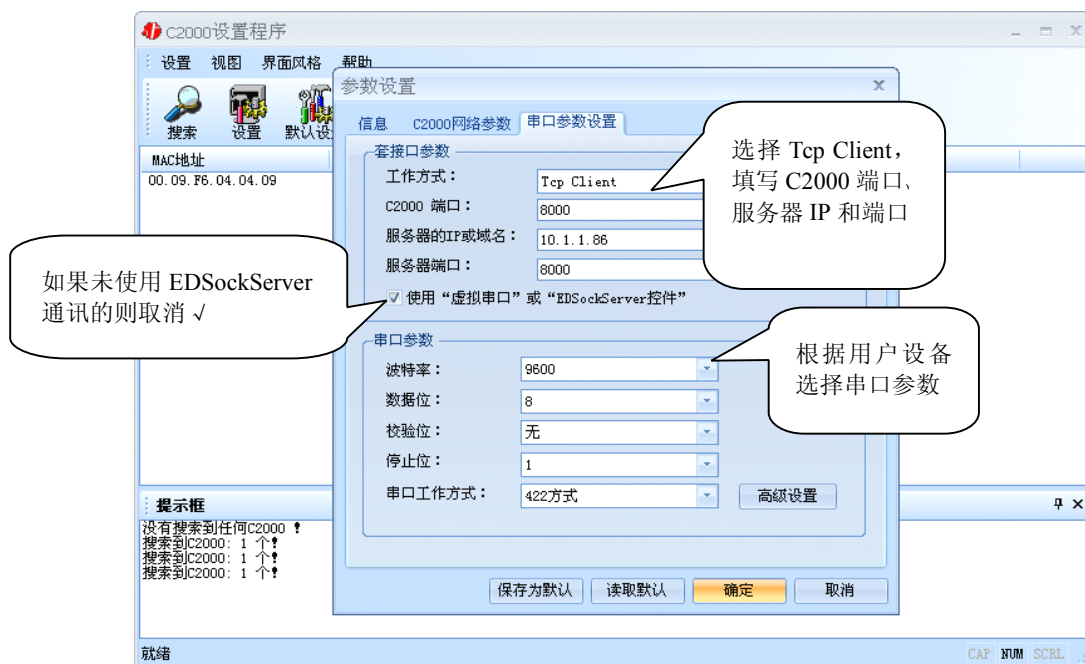 C2000设置程序
设置 视图 界面风格 帮助
搜索 设置 默认设
MAC地址
00.09.F6.04.04.09
参数设置
信息 C2000网络参数 串口参数设置
套接口参数
工作方式： Tcp Client
C2000 端口： 8000
服务器的IP或域名： 10.1.1.86
服务器端口： 8000
使用“虚拟串口”或“EDSockServer控件”
选择 Tcp Client，
填写 C2000 端口、
服务器 IP 和端口
如果未使用 EDSockServer
通讯的则取消 √
串口参数
波特率： 9600
数据位： 8
校验位： 无
停止位： 1
串口工作方式： 422方式
高级设置
根据用户设备
选择串口参数
保存为默认 读取默认 确定 取消
提示框
没有搜索到任何C2000 ！
搜索到C2000: 1 个！
搜索到C2000: 1 个！
搜索到C2000: 1 个！
就绪
CAP NUM SCRL